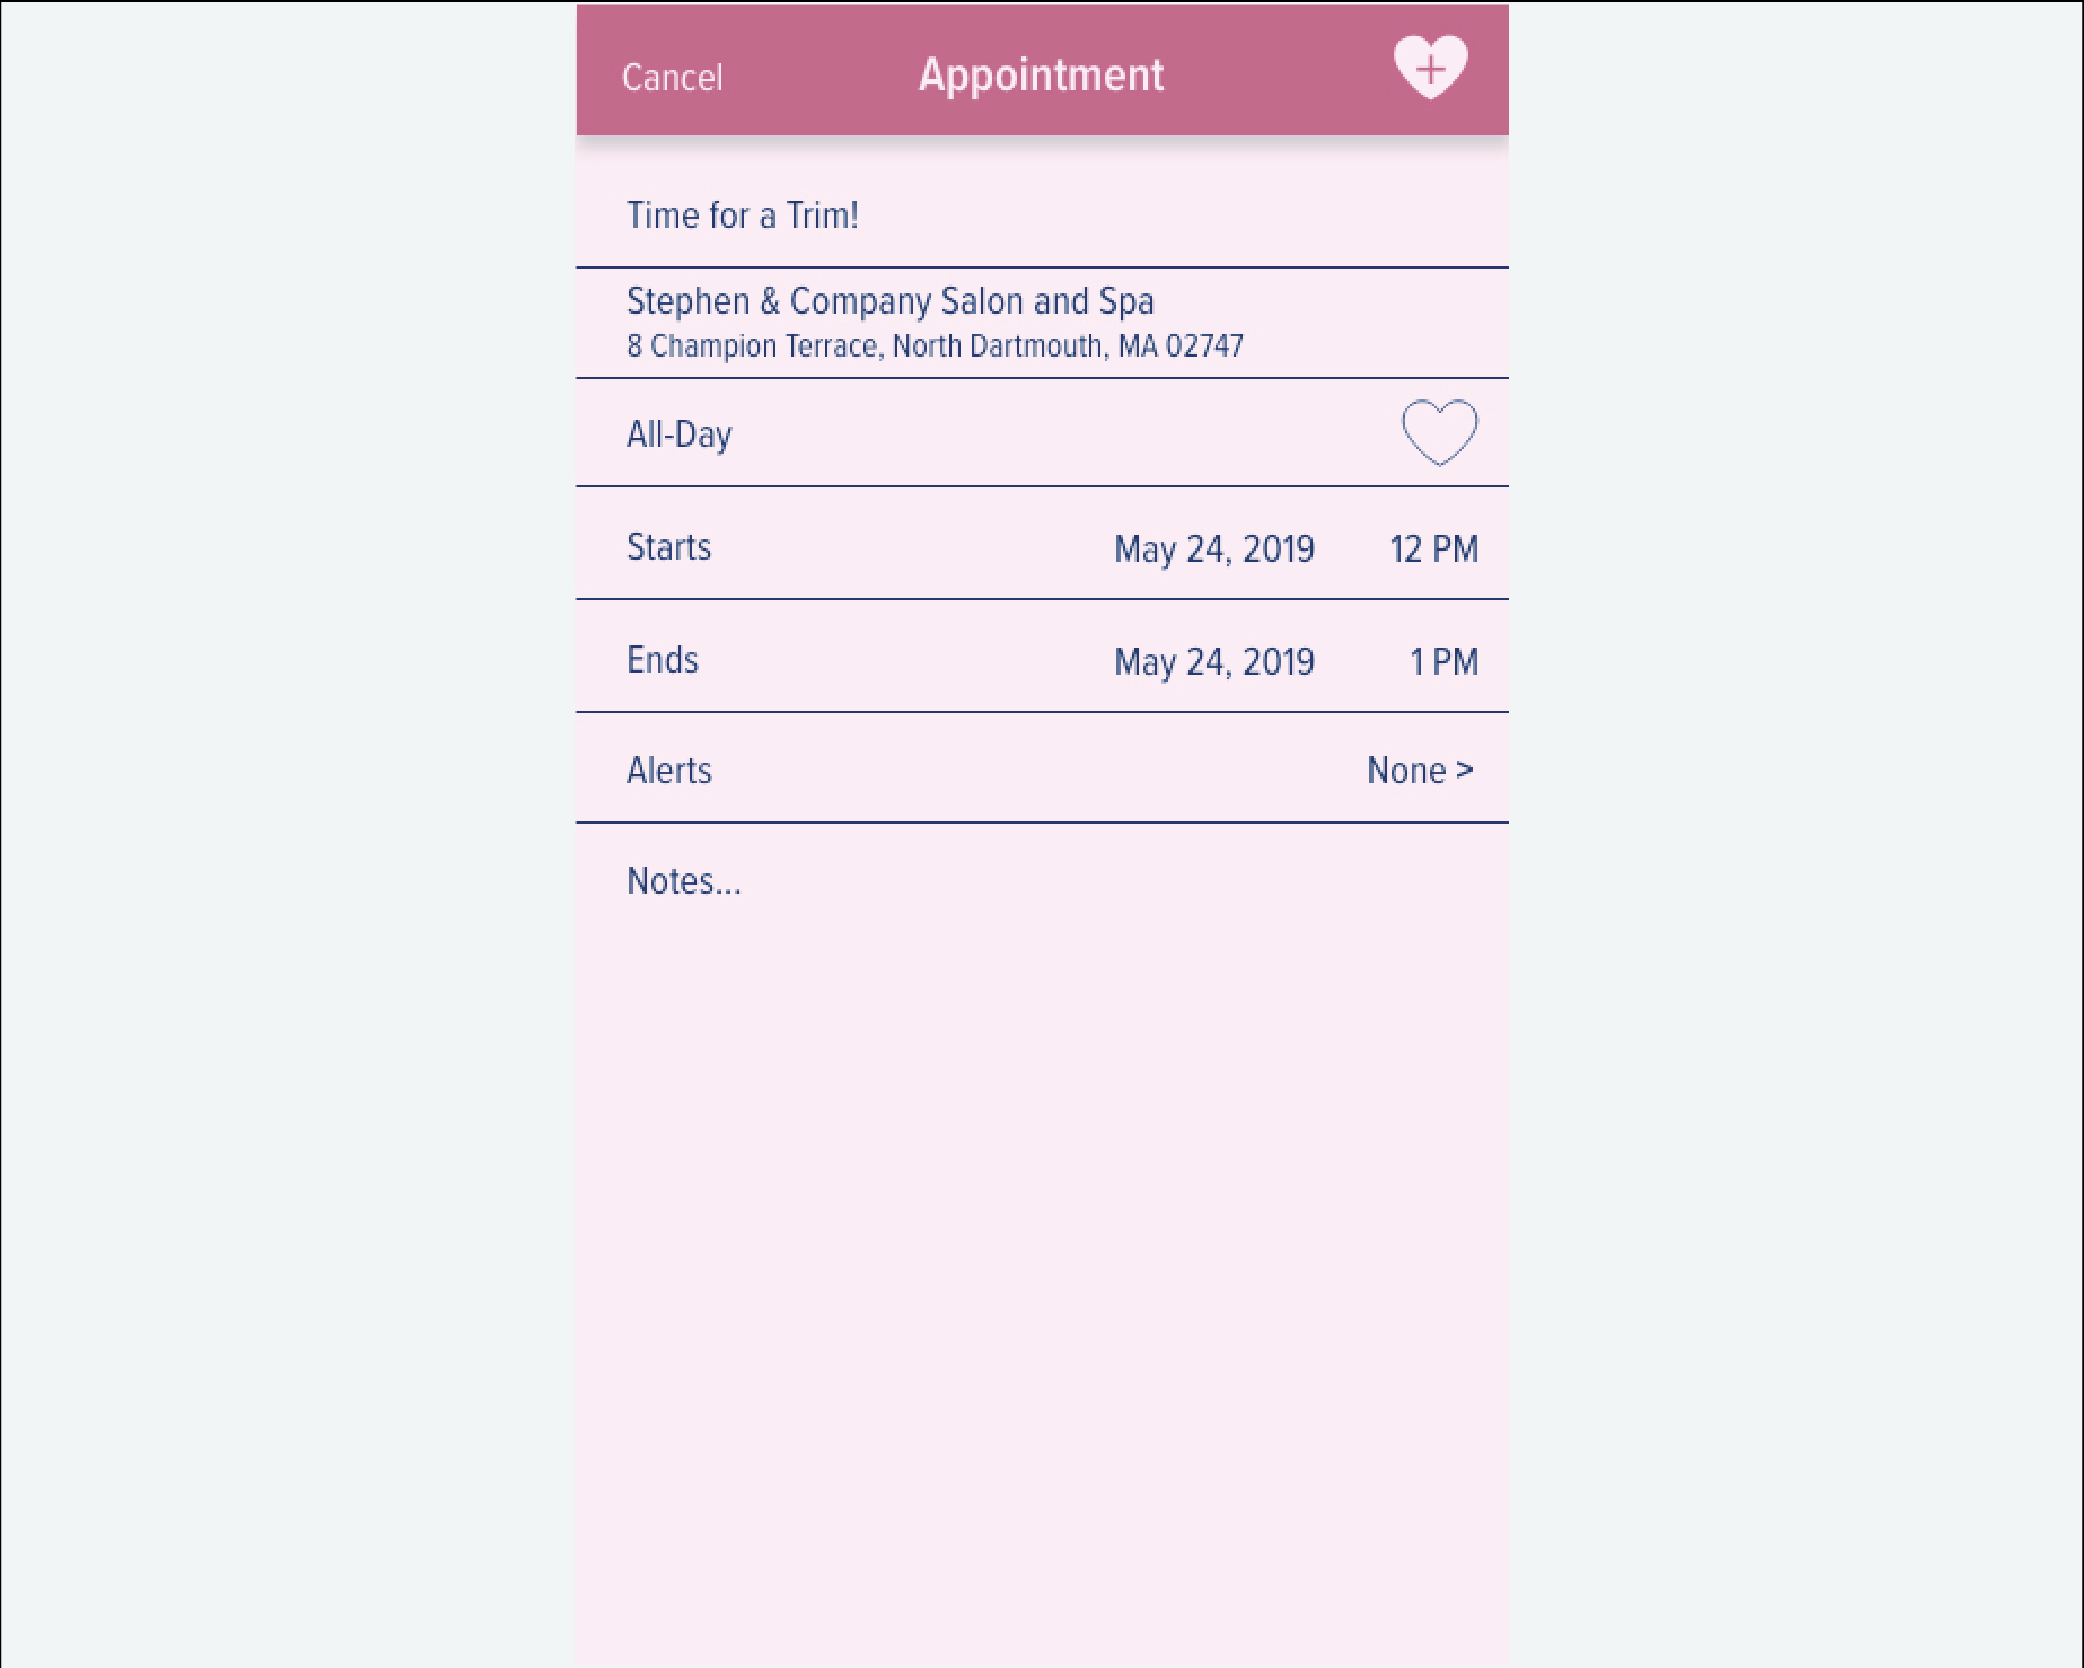 Cancel Appointment
Time for a Trim!
Stephen & Company Salon and Spa
8 Champion Terrace, North Dartmouth, MA 02747
All-Day
Starts May 24, 2019 12 PM
Ends May 24, 2019 1 PM
Alerts None >
Notes...